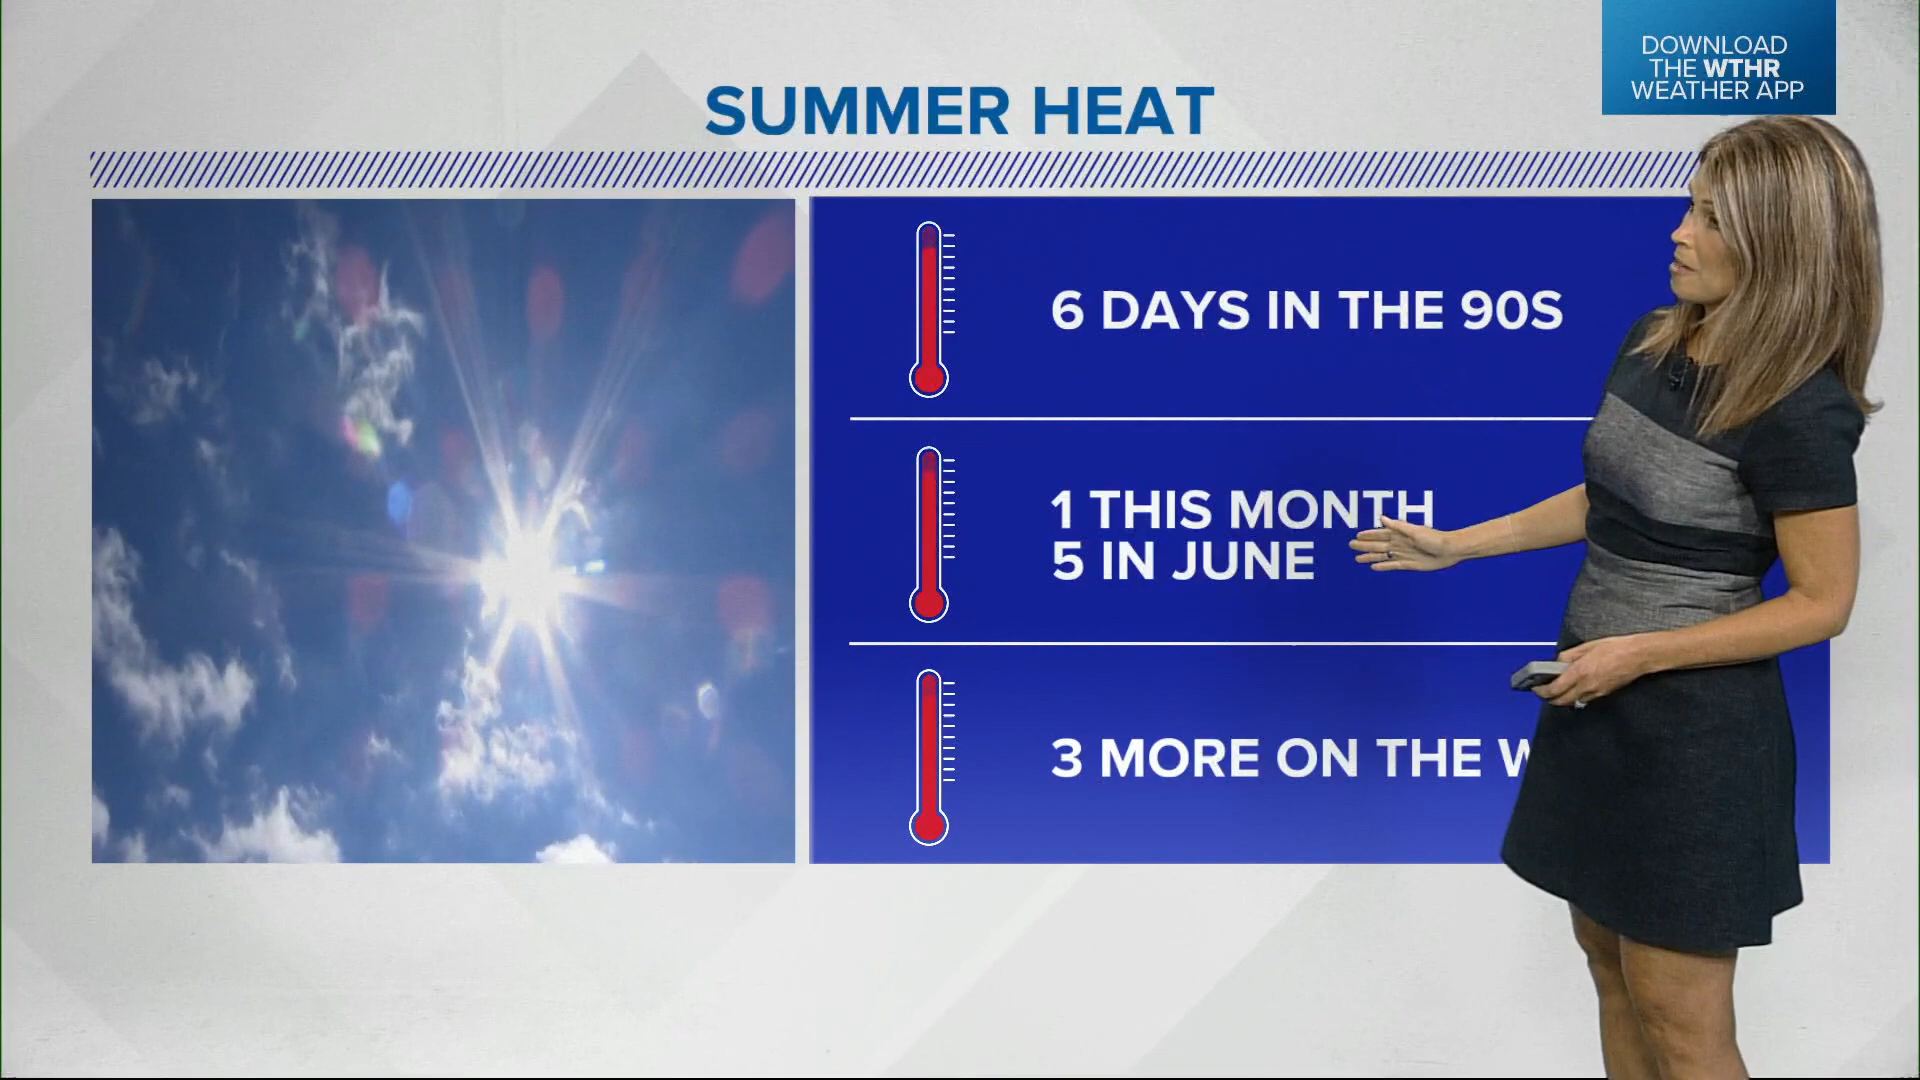 DOWNLOAD
THE WTHR
WEATHER APP
SUMMER HEAT
6 DAYS IN THE 90S
1 THIS MONTH
5 IN JUNE
3 MORE ON THE